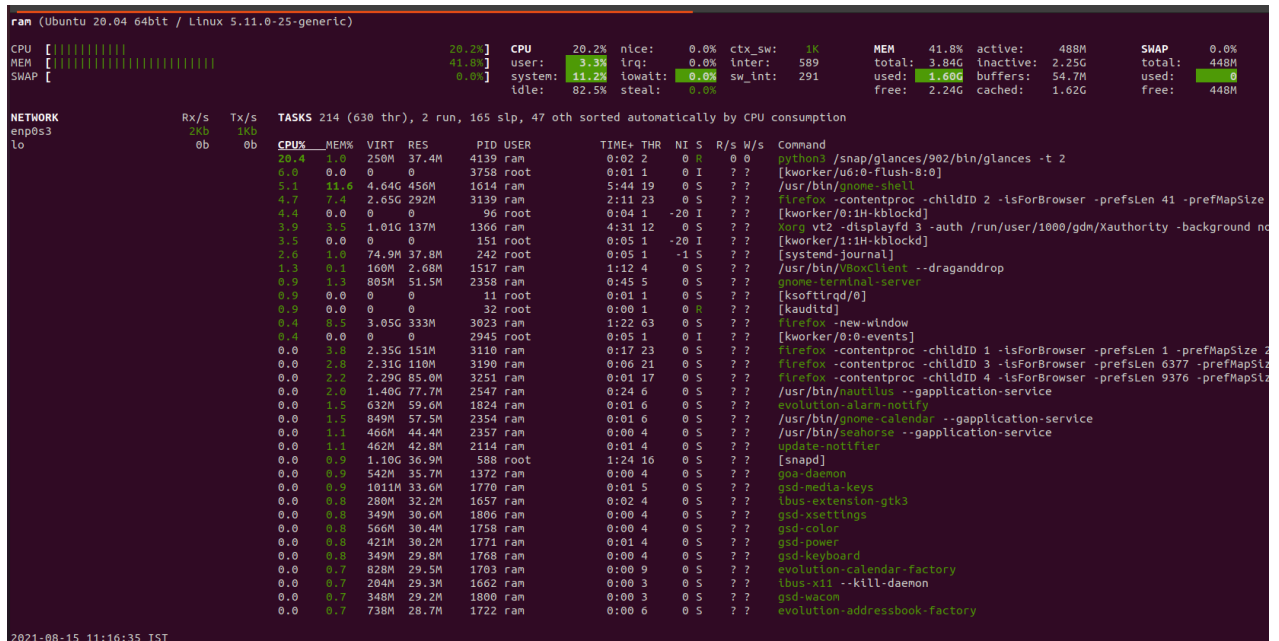 ram (Ubuntu 20.04 64bit / Linux 5.11.0-25-generic)
CPU [||||||||||| 20.2%] CPU 20.2% nice: 0.0% ctx_sw: 1K MEM 41.8% active: 488M SWAP 0.0%
MEM [|||||||||||||||||||||||| 41.8%] user: 3.3% irq: 0.0% inter: 589 total: 3.84G inactive: 2.25G total: 448M
SWAP [ 0.0%] system: 11.2% iowait: 0.0% sw_int: 291 used: 1.60G buffers: 54.7M used: 0
idle: 82.5% steal: 0.0% free: 2.24G cached: 1.62G free: 448M
NETWORK Rx/s Tx/s TASKS 214 (630 thr), 2 run, 165 slp, 47 oth sorted automatically by CPU consumption
enp0s3 2Kb 1Kb
lo 0b 0b CPU% MEM% VIRT RES PID USER TIME+ THR NI S R/s W/s Command
20.4 1.0 250M 37.4M 4139 ram 0:02 2 0 R 0 0 python3 /snap/glances/902/bin/glances -t 2
6.0 0.0 0 0 3758 root 0:01 1 0 I ? ? [kworker/u6:0-flush-8:0]
5.1 11.6 4.64G 456M 1614 ram 5:44 19 0 S ? ? /usr/bin/gnome-shell
4.7 7.4 2.65G 292M 3139 ram 2:11 23 0 S ? ? firefox -contentproc -childID 2 -isForBrowser -prefsLen 41 -prefMapSize
4.4 0.0 0 0 96 root 0:04 1 -20 I ? ? [kworker/0:1H-kblockd]
3.9 3.5 1.01G 137M 1366 ram 4:31 12 0 S ? ? Xorg vt2 -displayfd 3 -auth /run/user/1000/gdm/Xauthority -background no
3.5 0.0 0 0 151 root 0:05 1 -20 I ? ? [kworker/1:1H-kblockd]
2.6 1.0 74.9M 37.8M 242 root 0:05 1 -1 S ? ? [systemd-journal]
1.3 0.1 160M 2.68M 1517 ram 1:12 4 0 S ? ? /usr/bin/VBoxClient --draganddrop
0.9 1.3 805M 51.5M 2358 ram 0:45 5 0 S ? ? gnome-terminal-server
0.9 0.0 0 0 11 root 0:01 1 0 S ? ? [ksoftirqd/0]
0.9 0.0 0 0 32 root 0:00 1 0 R ? ? [kauditd]
0.4 8.5 3.05G 333M 3023 ram 1:22 63 0 S ? ? firefox -new-window
0.4 0.0 0 0 2945 root 0:05 1 0 I ? ? [kworker/0:0-events]
0.0 3.8 2.35G 151M 3110 ram 0:17 23 0 S ? ? firefox -contentproc -childID 1 -isForBrowser -prefsLen 1 -prefMapSize 2
0.0 2.8 2.31G 110M 3190 ram 0:06 21 0 S ? ? firefox -contentproc -childID 3 -isForBrowser -prefsLen 6377 -prefMapSiz
0.0 2.2 2.29G 85.0M 3251 ram 0:01 17 0 S ? ? firefox -contentproc -childID 4 -isForBrowser -prefsLen 9376 -prefMapSiz
0.0 2.0 1.40G 77.7M 2547 ram 0:24 6 0 S ? ? /usr/bin/nautilus --gapplication-service
0.0 1.5 632M 59.6M 1824 ram 0:01 6 0 S ? ? evolution-alarm-notify
0.0 1.5 849M 57.5M 2354 ram 0:01 6 0 S ? ? /usr/bin/gnome-calendar --gapplication-service
0.0 1.1 466M 44.4M 2357 ram 0:00 4 0 S ? ? /usr/bin/seahorse --gapplication-service
0.0 1.1 462M 42.8M 2114 ram 0:01 4 0 S ? ? update-notifier
0.0 0.9 1.10G 36.9M 588 root 1:24 16 0 S ? ? [snapd]
0.0 0.9 542M 35.7M 1372 ram 0:00 4 0 S ? ? goa-daemon
0.0 0.9 1011M 33.6M 1770 ram 0:01 5 0 S ? ? gsd-media-keys
0.0 0.8 280M 32.2M 1657 ram 0:02 4 0 S ? ? ibus-extension-gtk3
0.0 0.8 349M 30.6M 1806 ram 0:00 4 0 S ? ? gsd-xsettings
0.0 0.8 566M 30.4M 1758 ram 0:00 4 0 S ? ? gsd-color
0.0 0.8 421M 30.2M 1771 ram 0:01 4 0 S ? ? gsd-power
0.0 0.8 349M 29.8M 1768 ram 0:00 4 0 S ? ? gsd-keyboard
0.0 0.7 828M 29.5M 1703 ram 0:00 9 0 S ? ? evolution-calendar-factory
0.0 0.7 204M 29.3M 1662 ram 0:00 3 0 S ? ? ibus-x11 --kill-daemon
0.0 0.7 348M 29.2M 1800 ram 0:00 3 0 S ? ? gsd-wacom
0.0 0.7 738M 28.7M 1722 ram 0:00 6 0 S ? ? evolution-addressbook-factory
2021-08-15 11:16:35 IST